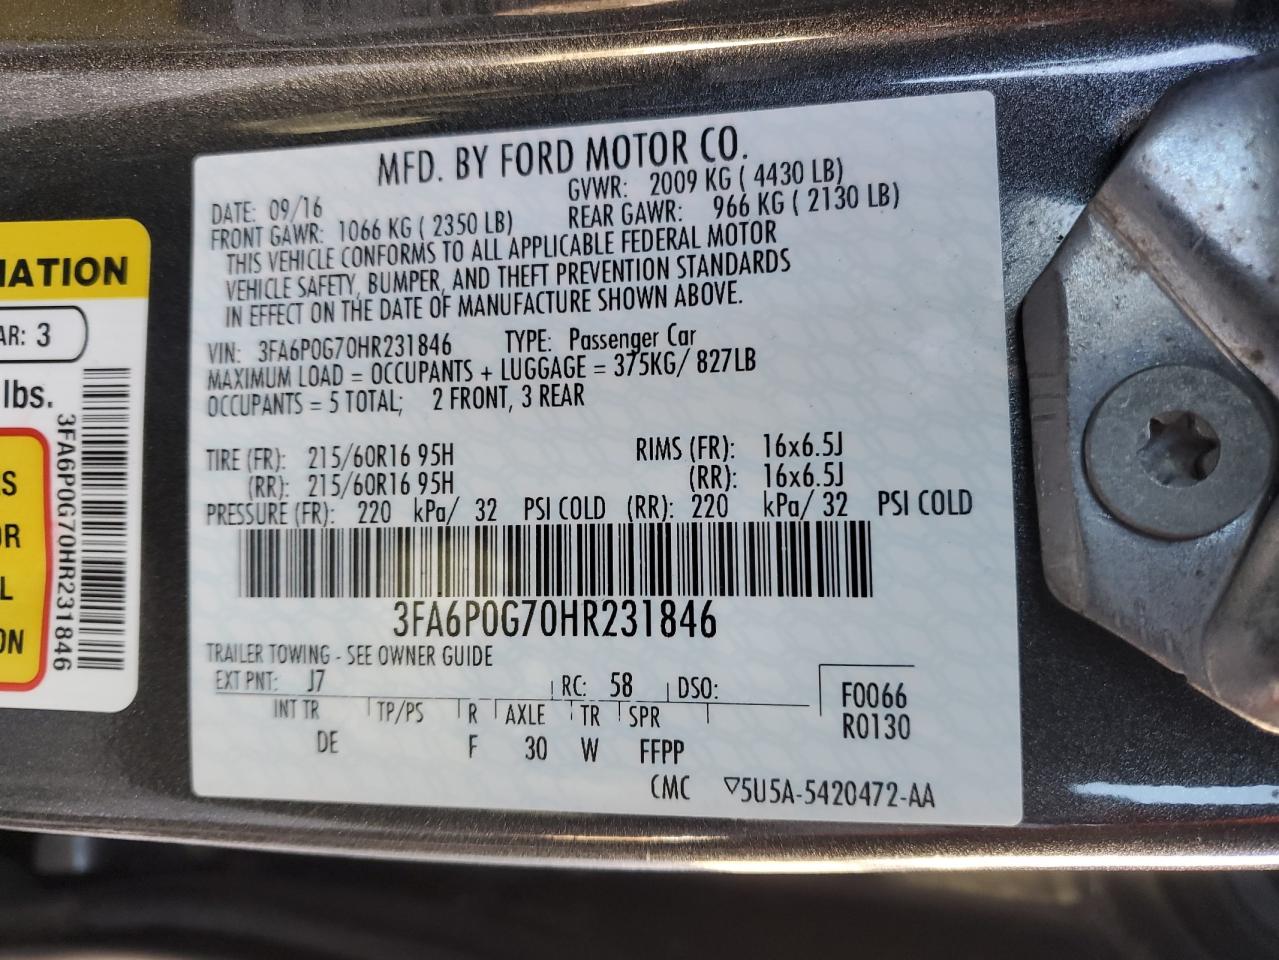 MFD. BY FORD MOTOR CO.
DATE: 09/16 GVWR: 2009 KG ( 4430 LB)
FRONT GAWR: 1066 KG ( 2350 LB) REAR GAWR: 966 KG ( 2130 LB)
THIS VEHICLE CONFORMS TO ALL APPLICABLE FEDERAL MOTOR
VEHICLE SAFETY, BUMPER, AND THEFT PREVENTION STANDARDS
IN EFFECT ON THE DATE OF MANUFACTURE SHOWN ABOVE.
VIN: 3FA6P0G70HR231846 TYPE: Passenger Car
MAXIMUM LOAD = OCCUPANTS + LUGGAGE = 375KG/ 827LB
OCCUPANTS = 5 TOTAL; 2 FRONT, 3 REAR
TIRE (FR): 215/60R16 95H RIMS (FR): 16x6.5J
(RR): 215/60R16 95H (RR): 16x6.5J
PRESSURE (FR): 220 kPa/ 32 PSI COLD (RR): 220 kPa/ 32 PSI COLD
3FA6P0G70HR231846
TRAILER TOWING - SEE OWNER GUIDE
EXT PNT: J7 RC: 58 DSO: F0066
INT TR TP/PS R AXLE TR SPR R0130
DE F 30 W FFPP
CMC ▽5U5A-5420472-AA
AR: 3
lbs.
3FA6P0G70HR231846